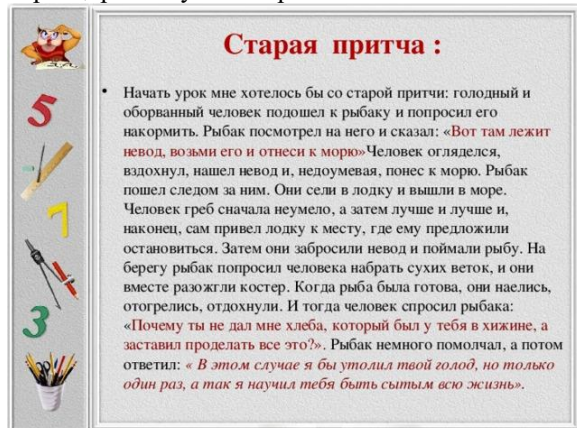 Старая притча :
• Начать урок мне хотелось бы со старой притчи: голодный и
оборванный человек подошел к рыбаку и попросил его
накормить. Рыбак посмотрел на него и сказал: «Вот там лежит
невод, возьми его и отнеси к морю»Человек огляделся,
вздохнул, нашел невод и, недоумевая, понес к морю. Рыбак
пошел следом за ним. Они сели в лодку и вышли в море.
Человек греб сначала неумело, а затем лучше и лучше и,
наконец, сам привел лодку к месту, где ему предложили
остановиться. Затем они забросили невод и поймали рыбу. На
берегу рыбак попросил человека набрать сухих веток, и они
вместе разожгли костер. Когда рыба была готова, они наелись,
отогрелись, отдохнули. И тогда человек спросил рыбака:
«Почему ты не дал мне хлеба, который был у тебя в хижине, а
заставил проделать все это?». Рыбак немного помолчал, а потом
ответил: « В этом случае я бы утолил твой голод, но только
один раз, а так я научил тебя быть сытым всю жизнь».
5
7
3